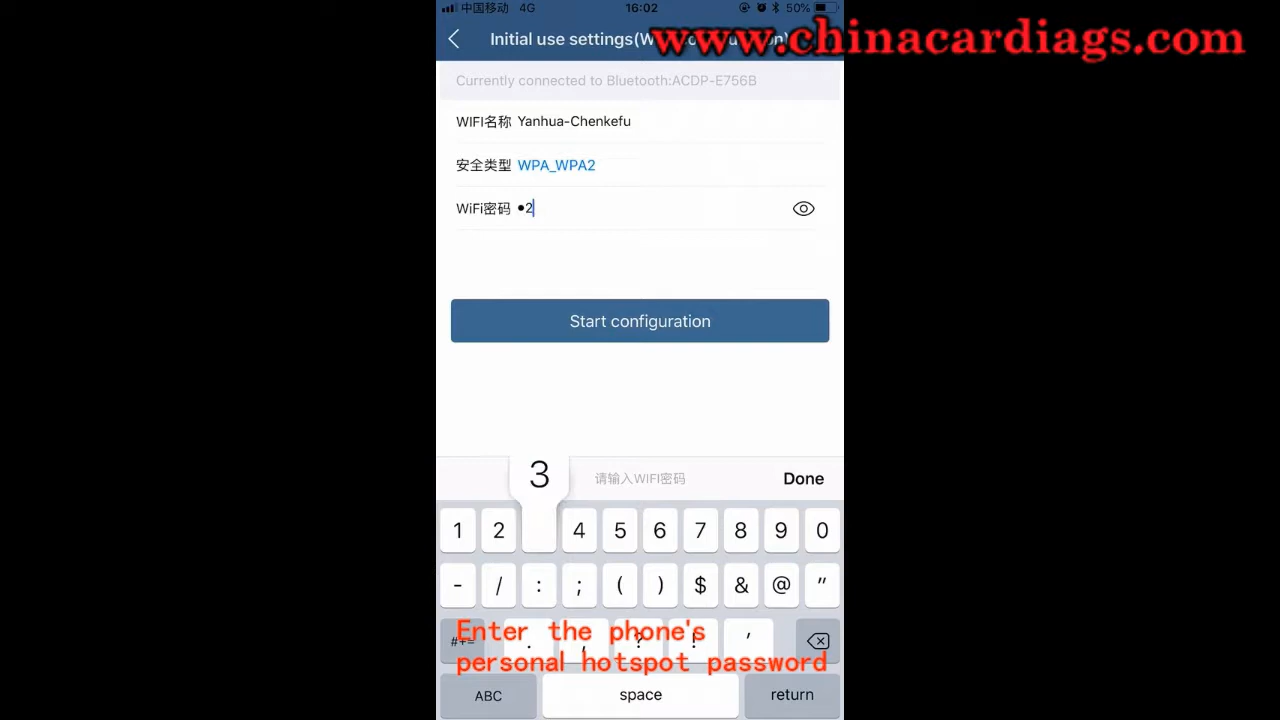 中国移动 4G 16:02 50%
Initial use settings(W
www.chinacardiags.com
Currently connected to Bluetooth:ACDP-E756B
WIFI名称 Yanhua-Chenkefu
安全类型 WPA_WPA2
WiFi密码 •2
Start configuration
3
请输入WIFI密码 Done
1 2 4 5 6 7 8 9 0
- / : ; ( ) $ & @ "
#+= . , ? ! '
Enter the phone's
personal hotspot password
ABC space return